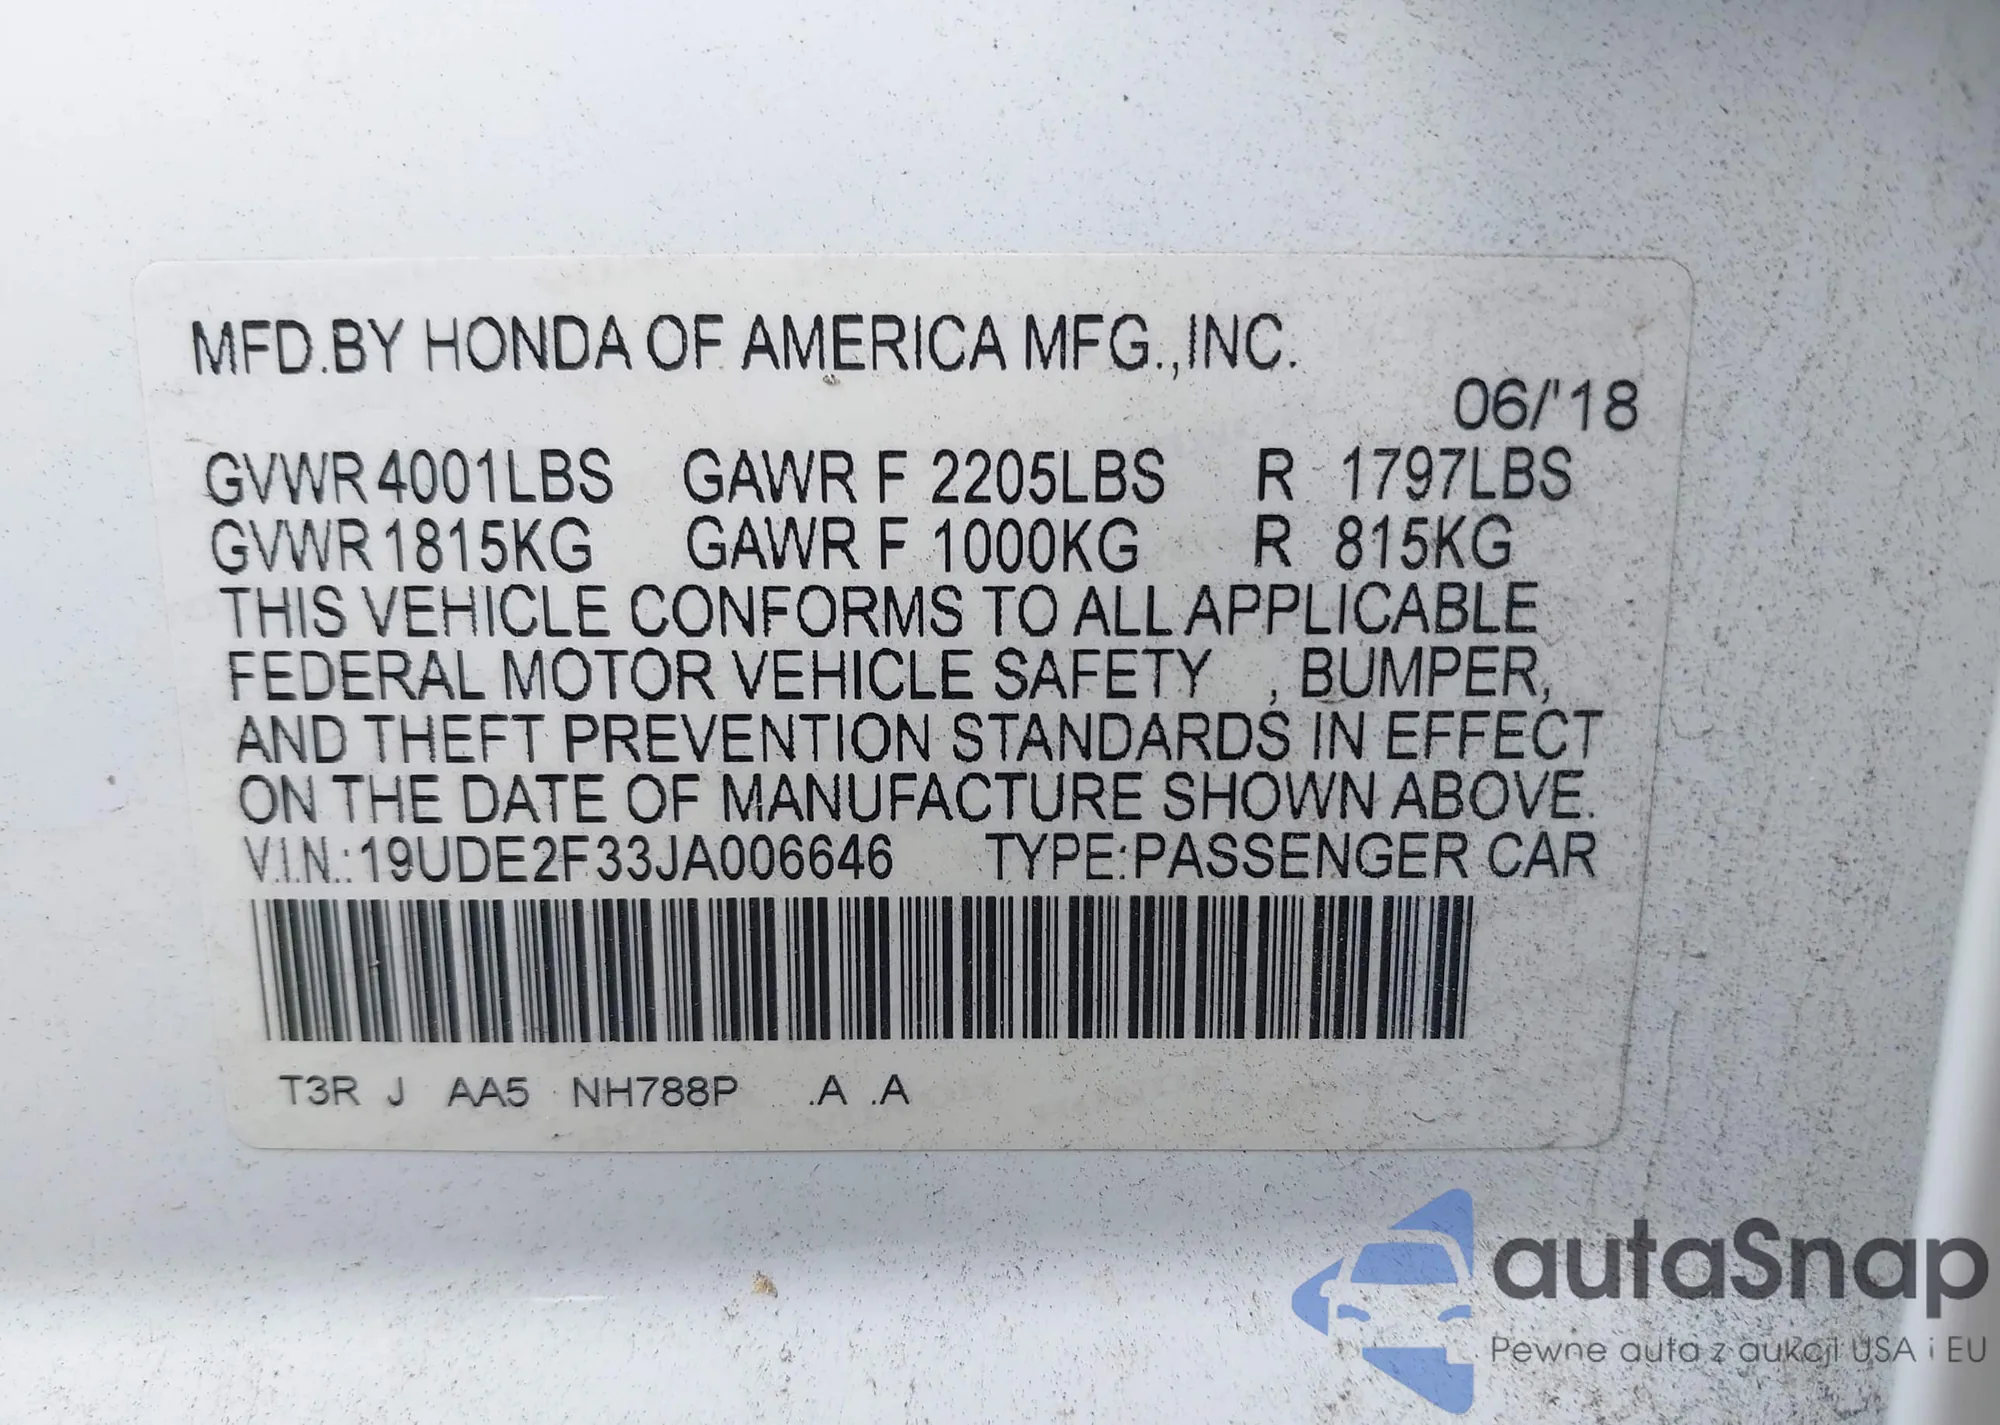 MFD.BY HONDA OF AMERICA MFG.,INC.
06/'18
GVWR 4001LBS GAWR F 2205LBS R 1797LBS
GVWR 1815KG GAWR F 1000KG R 815KG
THIS VEHICLE CONFORMS TO ALL APPLICABLE
FEDERAL MOTOR VEHICLE SAFETY , BUMPER,
AND THEFT PREVENTION STANDARDS IN EFFECT
ON THE DATE OF MANUFACTURE SHOWN ABOVE.
V.I.N.:19UDE2F33JA006646 TYPE:PASSENGER CAR
T3R J AA5 NH788P .A .A
autaSnap
Pewne auta z aukcji USA i EU